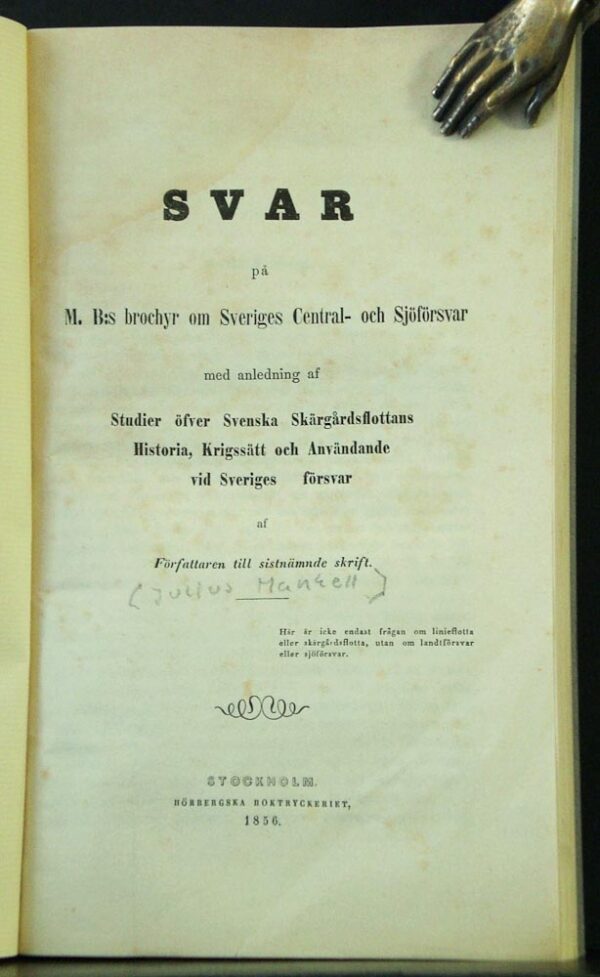 SVAR
på
M. B:s brochyr om Sveriges Central- och Sjöförsvar
med anledning af
Studier öfver Svenska Skärgårdsflottans
Historia, Krigssätt och Användande
vid Sveriges försvar
af
Författaren till sistnämnde skrift.
(Julius Mankell)
Här är icke endast frågan om linieflotta
eller skärgårdsflotta, utan om landtförsvar
eller sjöförsvar.
STOCKHOLM.
HÖRBERGSKA BOKTRYCKERIET,
1856.